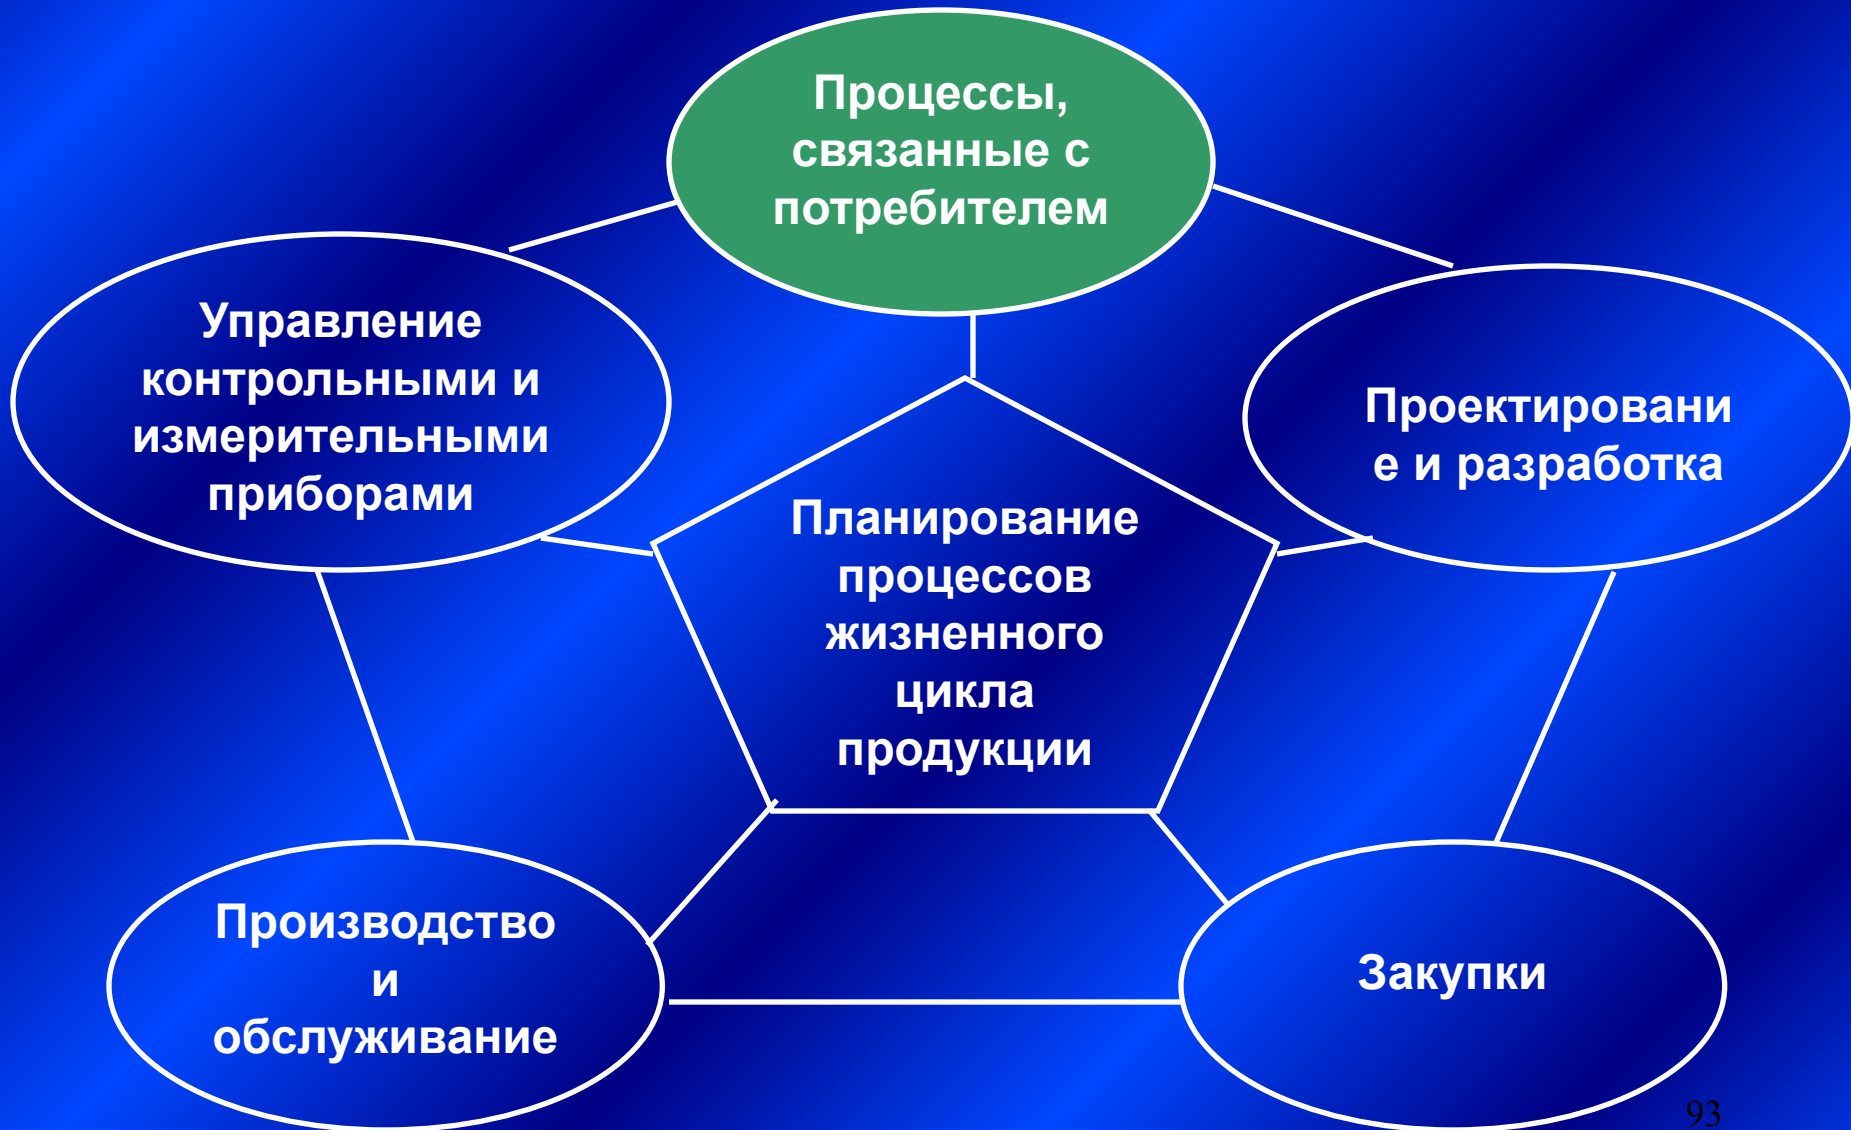 Процессы,
связанные с
потребителем
Управление
контрольными и
измерительными
приборами
Проектировани
е и разработка
Планирование
процессов
жизненного
цикла
продукции
Производство
и
обслуживание
Закупки
93